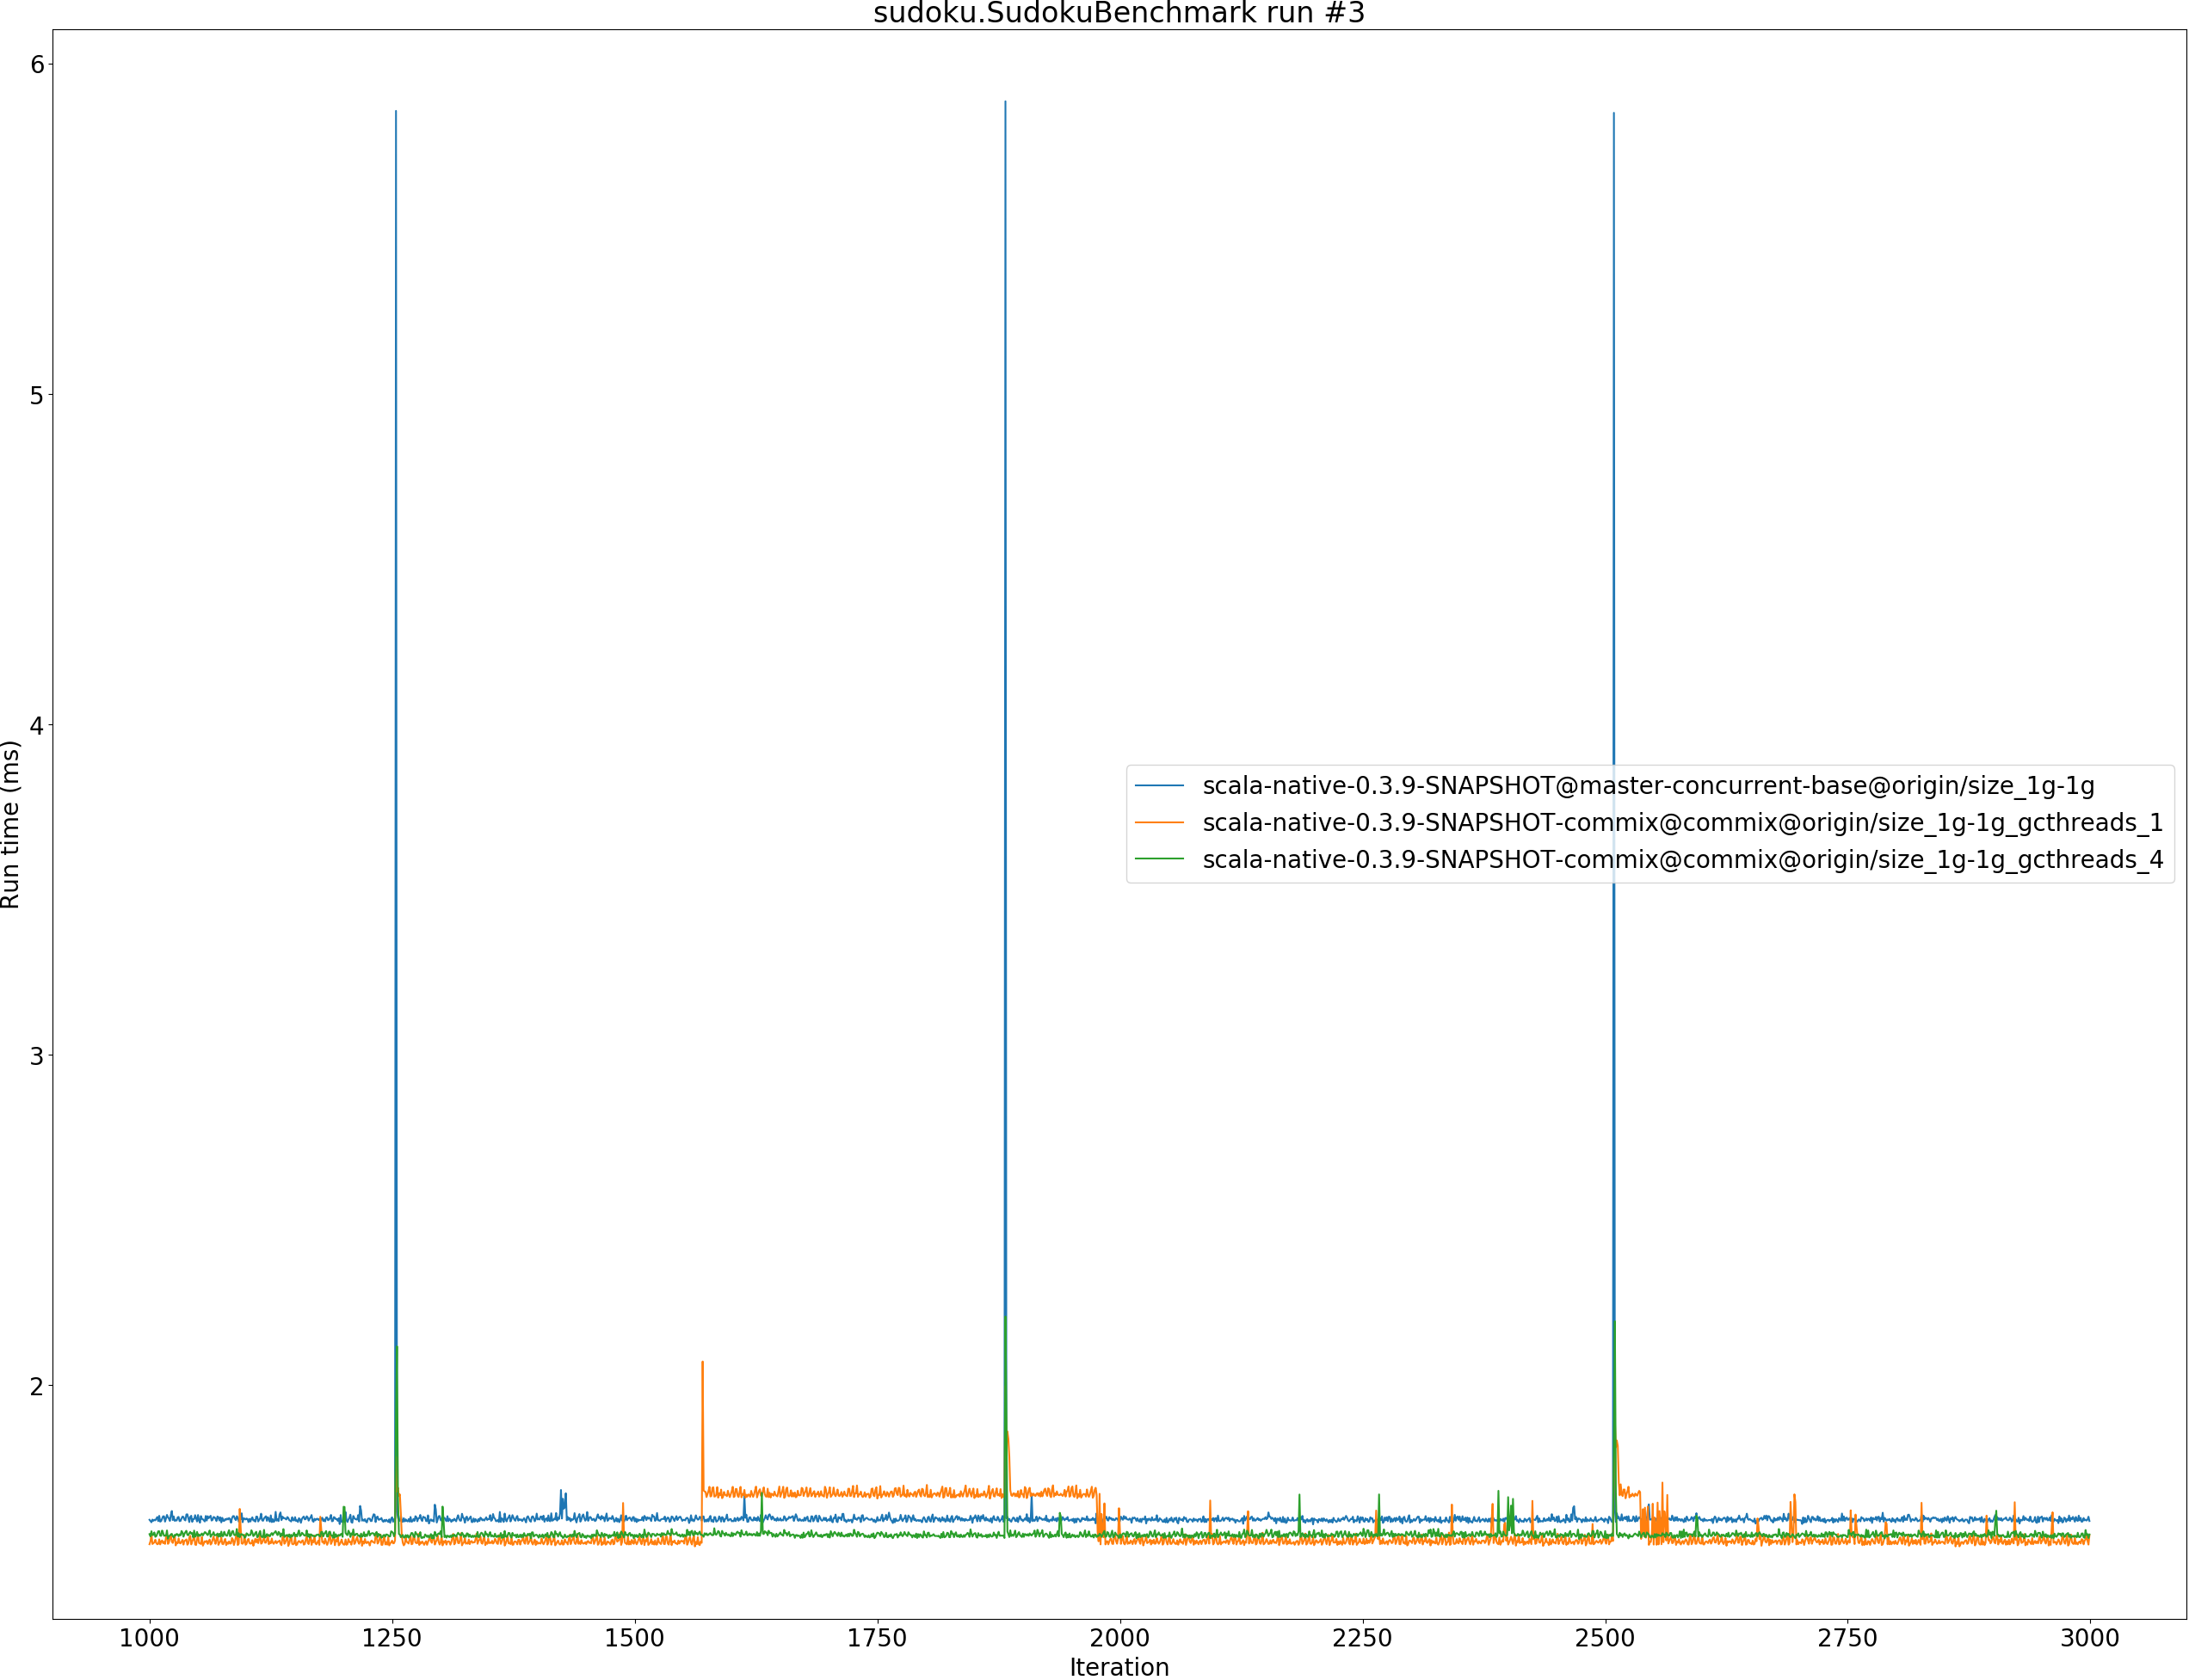 sudoku.SudokuBenchmark run #3
6
5
4
3
2
Run time (ms)
scala-native-0.3.9-SNAPSHOT@master-concurrent-base@origin/size_1g-1g
scala-native-0.3.9-SNAPSHOT-commix@commix@origin/size_1g-1g_gcthreads_1
scala-native-0.3.9-SNAPSHOT-commix@commix@origin/size_1g-1g_gcthreads_4
1000 1250 1500 1750 2000 2250 2500 2750 3000
Iteration